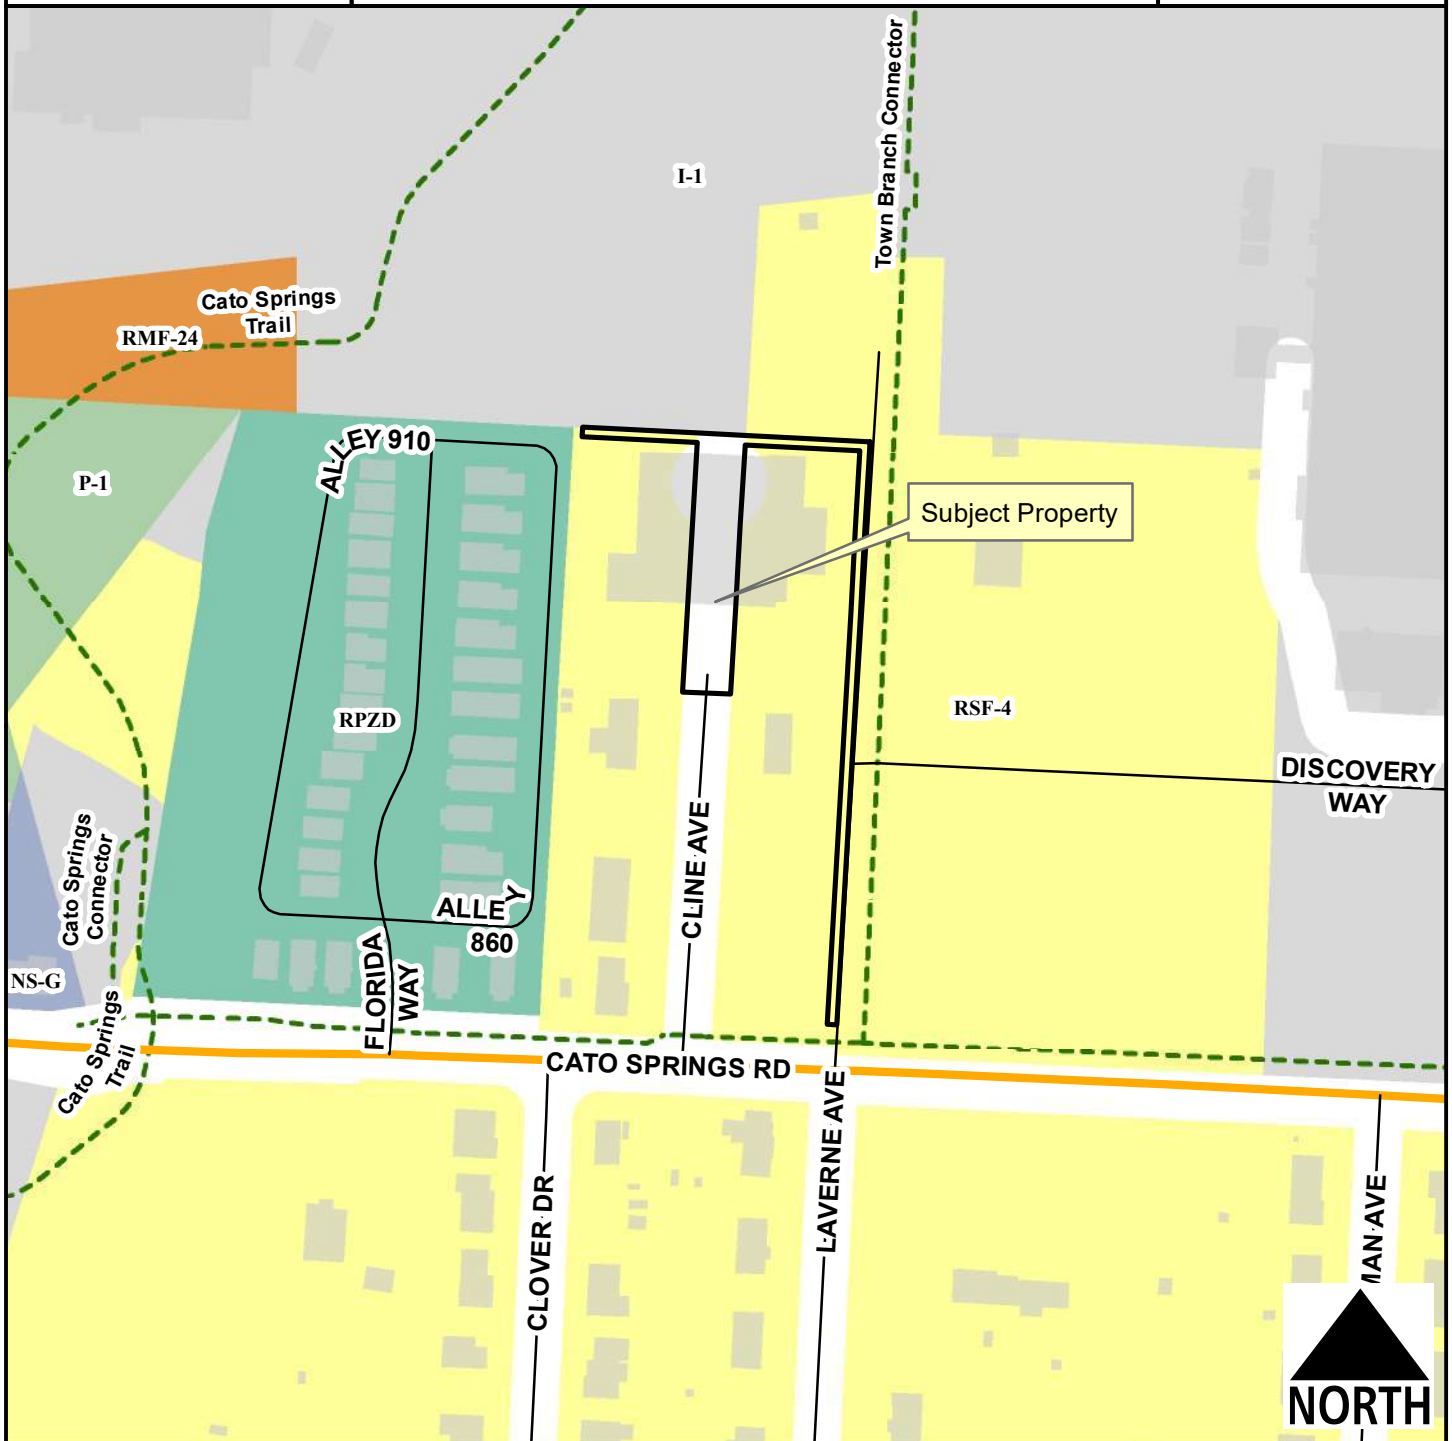 Town Branch Connector
I-1
Cato Springs
Trail
RMF-24
ALLEY 910
P-1
Subject Property
RSF-4
RPZD
DISCOVERY
WAY
Cato Springs
Connector
CLINE AVE
ALLEY
860
FLORIDA
WAY
NS-G
Cato Springs
Trail
CATO SPRINGS RD
CLOVER DR
LAVERNE AVE
MAN AVE
NORTH